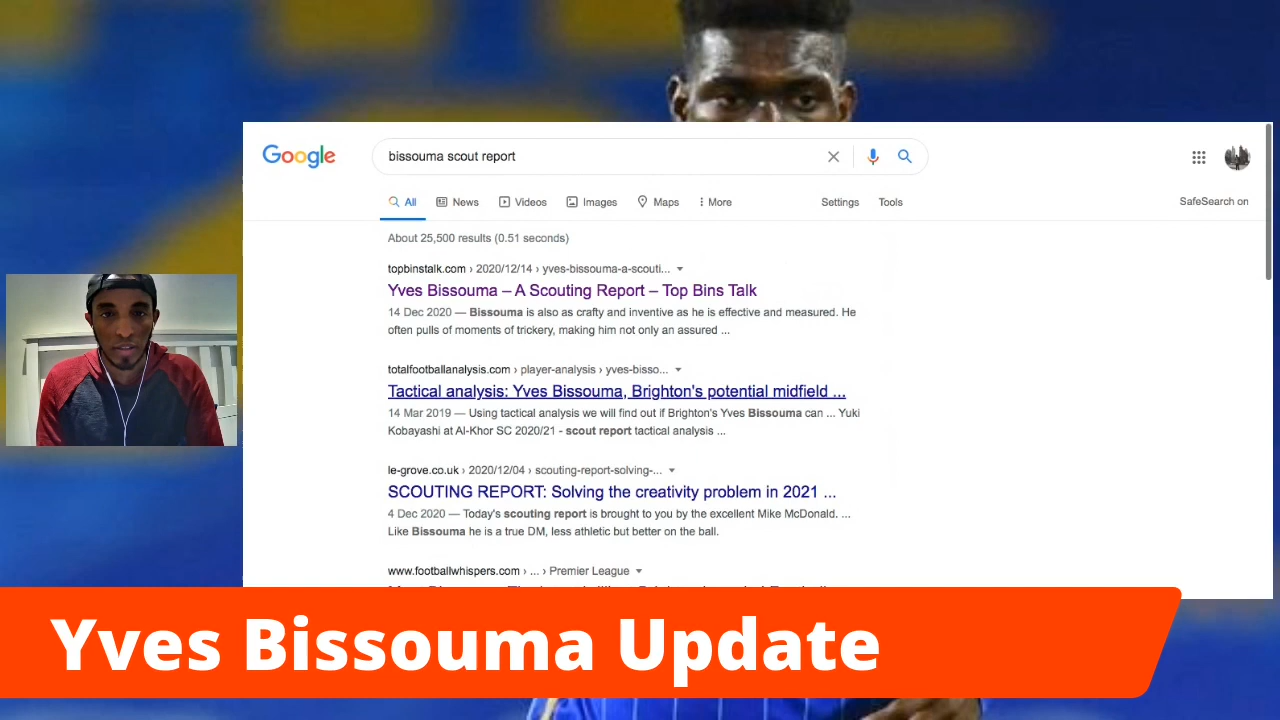 Google
bissouma scout report
All News Videos Images Maps More Settings Tools SafeSearch on
About 25,500 results (0.51 seconds)
topbinstalk.com › 2020/12/14 › yves-bissouma-a-scouti...
Yves Bissouma – A Scouting Report – Top Bins Talk
14 Dec 2020 — Bissouma is also as crafty and inventive as he is effective and measured. He
often pulls of moments of trickery, making him not only an assured ...
totalfootballanalysis.com › player-analysis › yves-bisso...
Tactical analysis: Yves Bissouma, Brighton's potential midfield ...
14 Mar 2019 — Using tactical analysis we will find out if Brighton's Yves Bissouma can ... Yuki
Kobayashi at Al-Khor SC 2020/21 - scout report tactical analysis ...
le-grove.co.uk › 2020/12/04 › scouting-report-solving-...
SCOUTING REPORT: Solving the creativity problem in 2021 ...
4 Dec 2020 — Today's scouting report is brought to you by the excellent Mike McDonald. ...
Like Bissouma he is a true DM, less athletic but better on the ball.
www.footballwhispers.com › ... › Premier League
Yves Bissouma Update